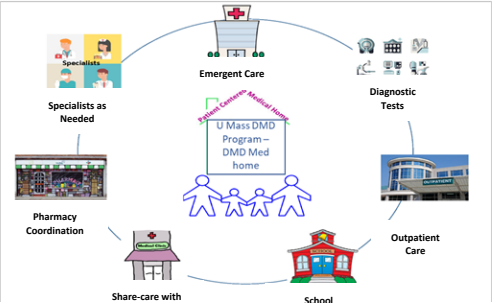 Emergent Care
Specialists
Specialists as
Needed
Diagnostic
Tests
Patient Centered Medical Home
U Mass DMD
Program –
DMD Med
home
OUTPATIENT
Pharmacy
Coordination
Outpatient
Care
Medical Clinic
Share-care with
School